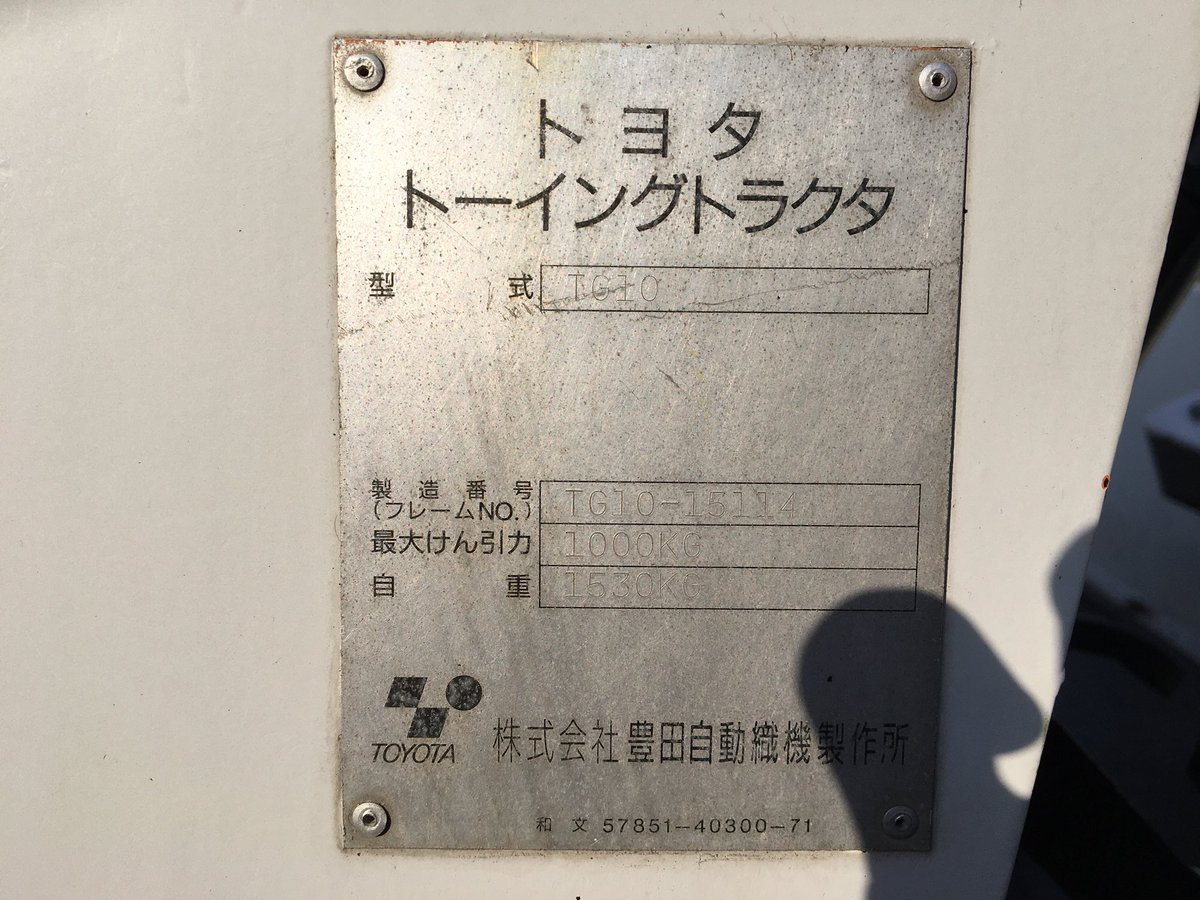 トヨタ
トーイングトラクタ
型式 TG10
製造番号
(フレームNO.) TG10-15114
最大けん引力 1000KG
自重 1530KG
TOYOTA 株式会社豊田自動織機製作所
和文 57851-40300-71